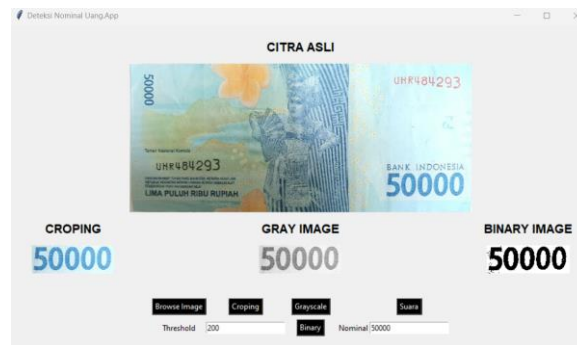 Deteksi Nominal Uang.App
CITRA ASLI
50000
UHR484293
Tahun
UHR484293
LIMA PULUH RIBU RUPIAH
BANK INDONESIA
50000
CROPING
GRAY IMAGE
BINARY IMAGE
50000
50000
50000
Browse Image
Croping
Grayscale
Suara
Threshold
200
Binary
Nominal
50000